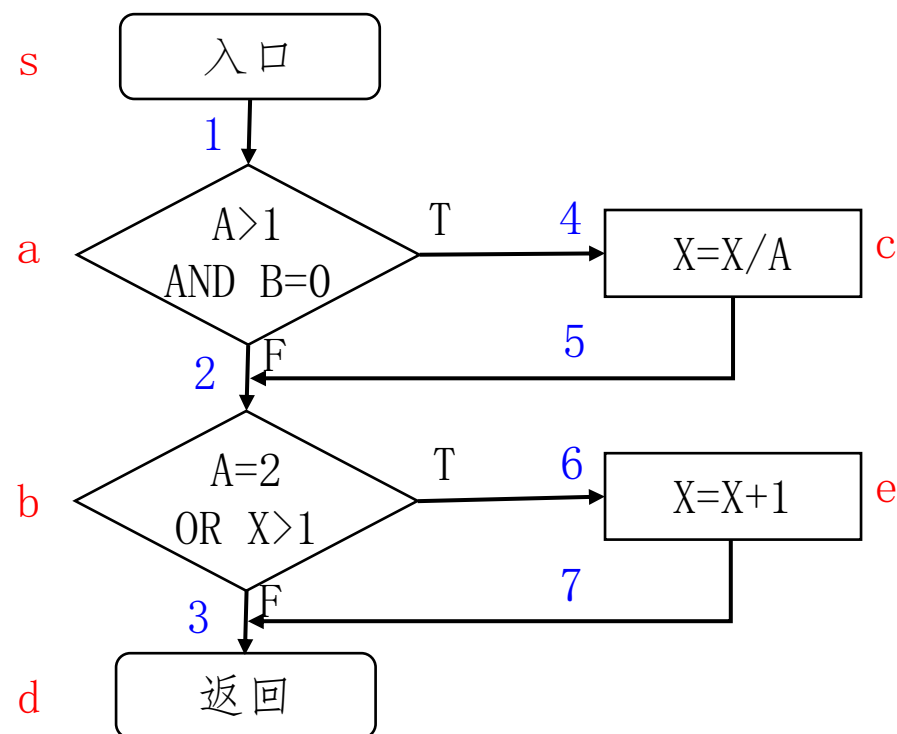 s
入口
1
a
A>1
AND B=0
T
4
X=X/A
c
2
F
5
b
A=2
OR X>1
T
6
X=X+1
e
3
F
7
d
返回